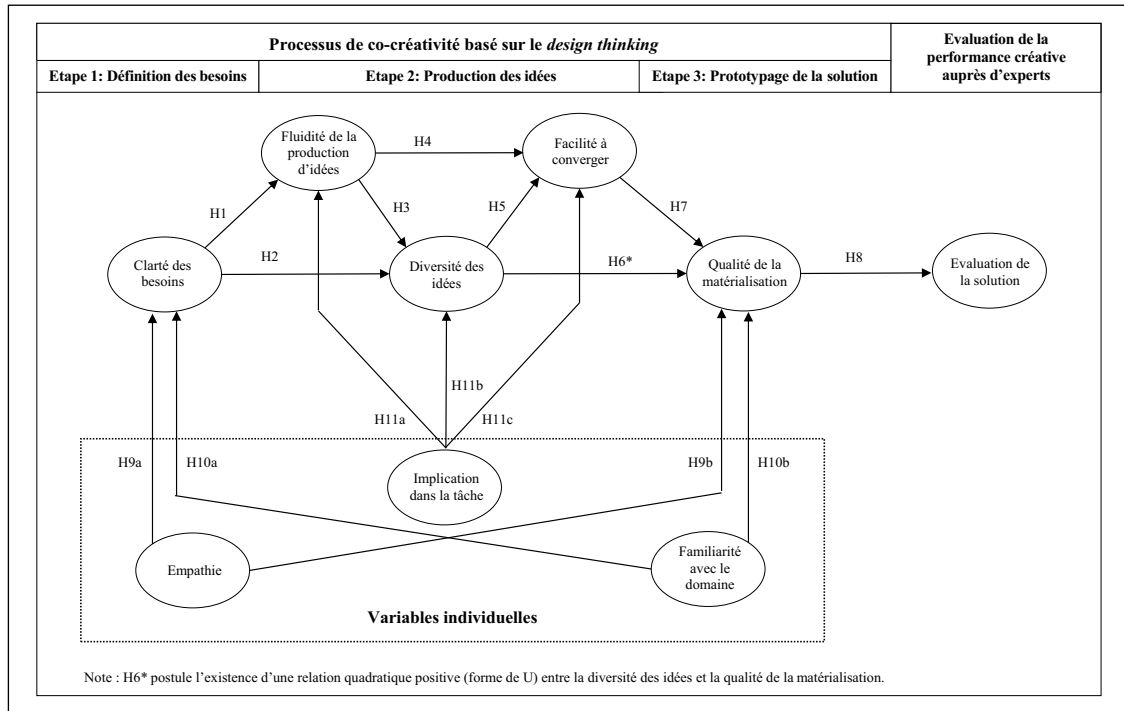 Processus de co-créativité basé sur le design thinking
Evaluation de la
performance créative
auprès d’experts
Etape 1: Définition des besoins
Etape 2: Production des idées
Etape 3: Prototypage de la solution
Fluidité de la
production
d’idées
H4
Facilité à
converger
H1
H3
H5
H7
Clarté des
besoins
H2
Diversité des
idées
H6*
Qualité de la
matérialisation
H8
Evaluation de
la solution
H11b
H11a
H11c
H9a
H10a
H9b
H10b
Implication
dans la tâche
Empathie
Familiarité
avec le
domaine
Variables individuelles
Note : H6* postule l’existence d’une relation quadratique positive (forme de U) entre la diversité des idées et la qualité de la matérialisation.